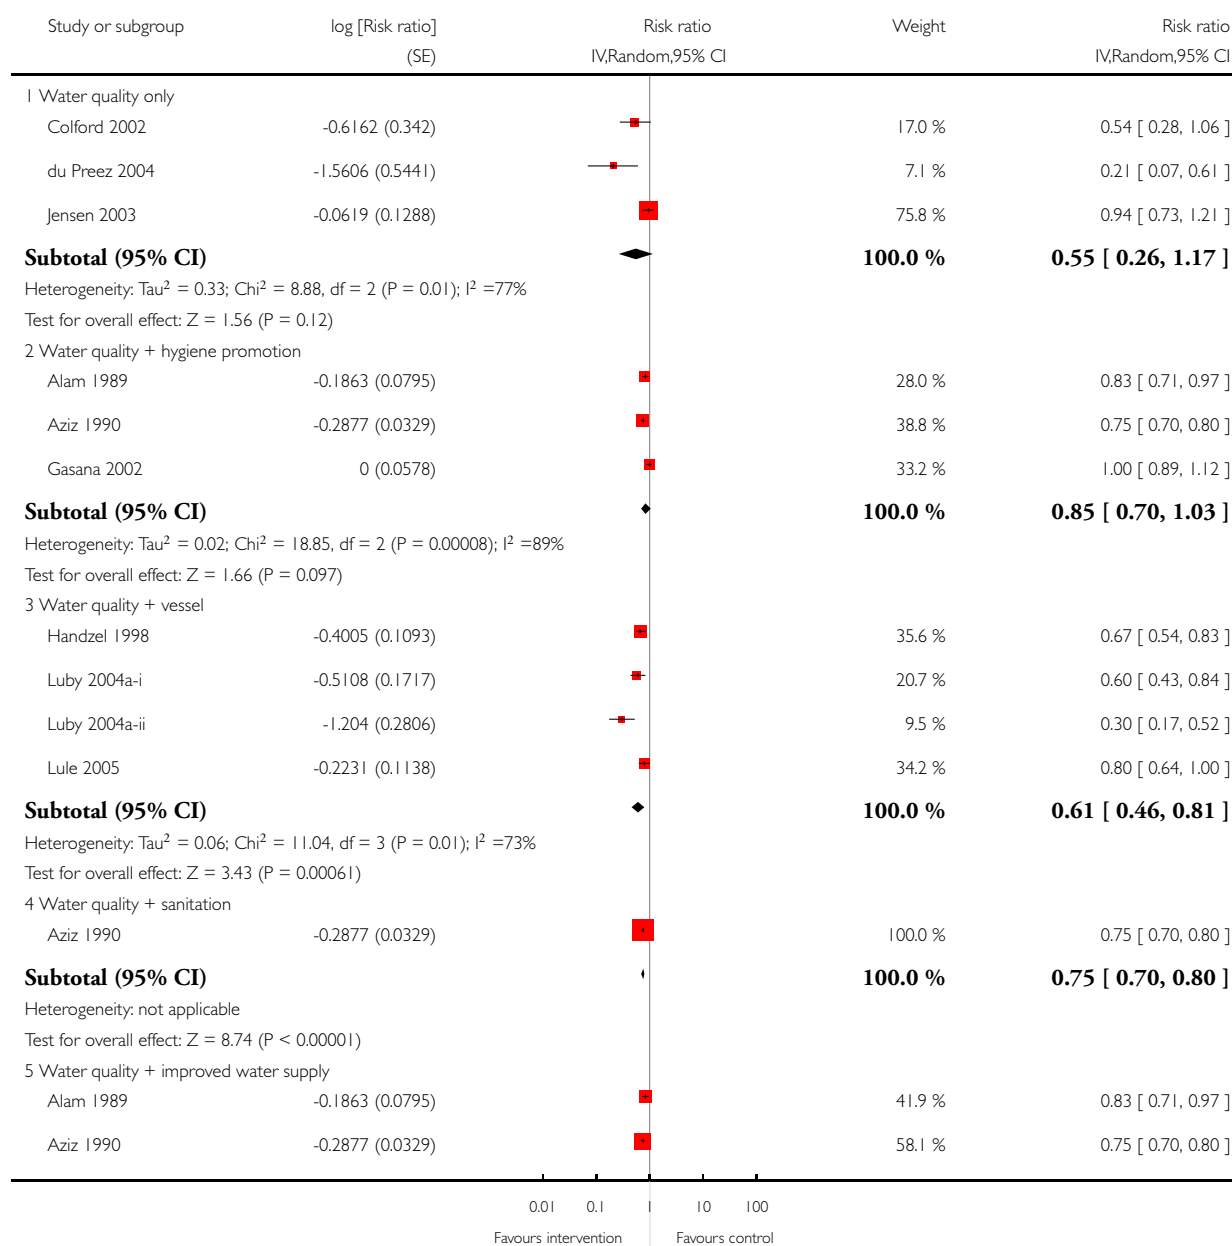 Study or subgroup log [Risk ratio] Risk ratio Weight Risk ratio
(SE) IV,Random,95% CI IV,Random,95% CI
1 Water quality only
Colford 2002 -0.6162 (0.342) 17.0 % 0.54 [ 0.28, 1.06 ]
du Preez 2004 -1.5606 (0.5441) 7.1 % 0.21 [ 0.07, 0.61 ]
Jensen 2003 -0.0619 (0.1288) 75.8 % 0.94 [ 0.73, 1.21 ]
Subtotal (95% CI) 100.0 % 0.55 [ 0.26, 1.17 ]
Heterogeneity: Tau² = 0.33; Chi² = 8.88, df = 2 (P = 0.01); I² =77%
Test for overall effect: Z = 1.56 (P = 0.12)
2 Water quality + hygiene promotion
Alam 1989 -0.1863 (0.0795) 28.0 % 0.83 [ 0.71, 0.97 ]
Aziz 1990 -0.2877 (0.0329) 38.8 % 0.75 [ 0.70, 0.80 ]
Gasana 2002 0 (0.0578) 33.2 % 1.00 [ 0.89, 1.12 ]
Subtotal (95% CI) 100.0 % 0.85 [ 0.70, 1.03 ]
Heterogeneity: Tau² = 0.02; Chi² = 18.85, df = 2 (P = 0.00008); I² =89%
Test for overall effect: Z = 1.66 (P = 0.097)
3 Water quality + vessel
Handzel 1998 -0.4005 (0.1093) 35.6 % 0.67 [ 0.54, 0.83 ]
Luby 2004a-i -0.5108 (0.1717) 20.7 % 0.60 [ 0.43, 0.84 ]
Luby 2004a-ii -1.204 (0.2806) 9.5 % 0.30 [ 0.17, 0.52 ]
Lule 2005 -0.2231 (0.1138) 34.2 % 0.80 [ 0.64, 1.00 ]
Subtotal (95% CI) 100.0 % 0.61 [ 0.46, 0.81 ]
Heterogeneity: Tau² = 0.06; Chi² = 11.04, df = 3 (P = 0.01); I² =73%
Test for overall effect: Z = 3.43 (P = 0.00061)
4 Water quality + sanitation
Aziz 1990 -0.2877 (0.0329) 100.0 % 0.75 [ 0.70, 0.80 ]
Subtotal (95% CI) 100.0 % 0.75 [ 0.70, 0.80 ]
Heterogeneity: not applicable
Test for overall effect: Z = 8.74 (P < 0.00001)
5 Water quality + improved water supply
Alam 1989 -0.1863 (0.0795) 41.9 % 0.83 [ 0.71, 0.97 ]
Aziz 1990 -0.2877 (0.0329) 58.1 % 0.75 [ 0.70, 0.80 ]
0.01 0.1 1 10 100
Favours intervention Favours control